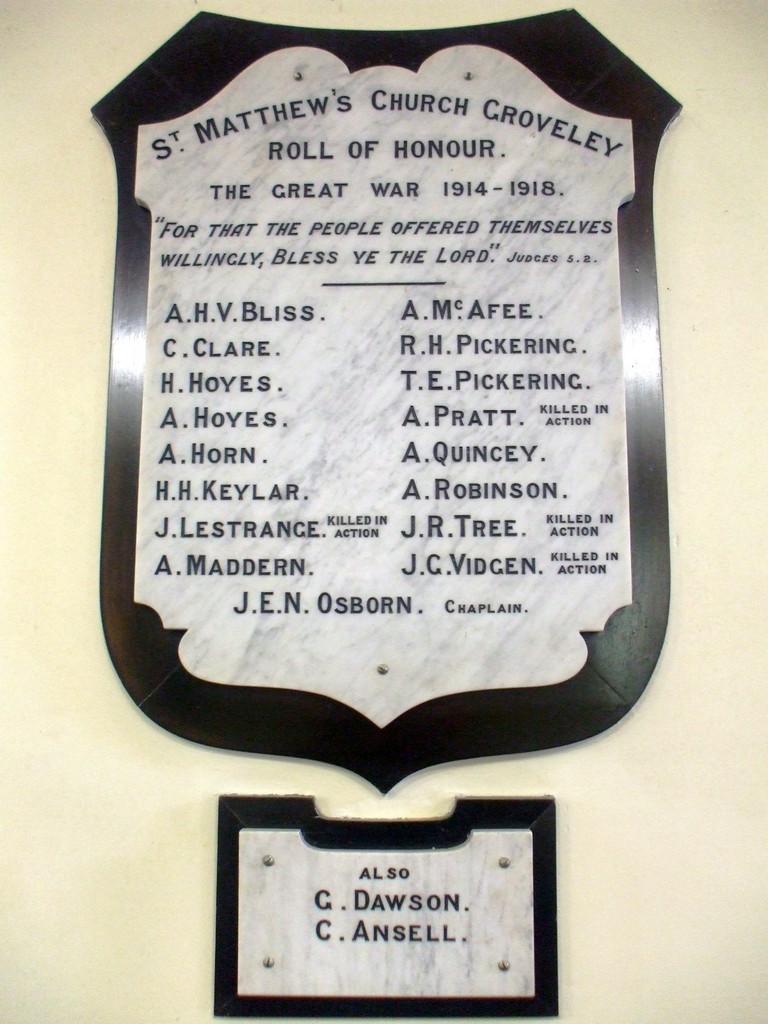 ST MATTHEW'S CHURCH GROVELEY
ROLL OF HONOUR.
THE GREAT WAR 1914-1918.
"FOR THAT THE PEOPLE OFFERED THEMSELVES
WILLINGLY, BLESS YE THE LORD." JUDGES 5.2.
A.H.V. BLISS.
C. CLARE.
H. HOYES.
A. HOYES.
A. HORN.
H.H. KEYLAR.
J. LESTRANGE. KILLED IN ACTION
A. MADDERN.
A. McAFEE.
R.H. PICKERING.
T.E. PICKERING.
A. PRATT. KILLED IN ACTION
A. QUINCEY.
A. ROBINSON.
J.R. TREE. KILLED IN ACTION
J.G. VIDGEN. KILLED IN ACTION
J.E.N. OSBORN. CHAPLAIN.
ALSO
G. DAWSON.
C. ANSELL.